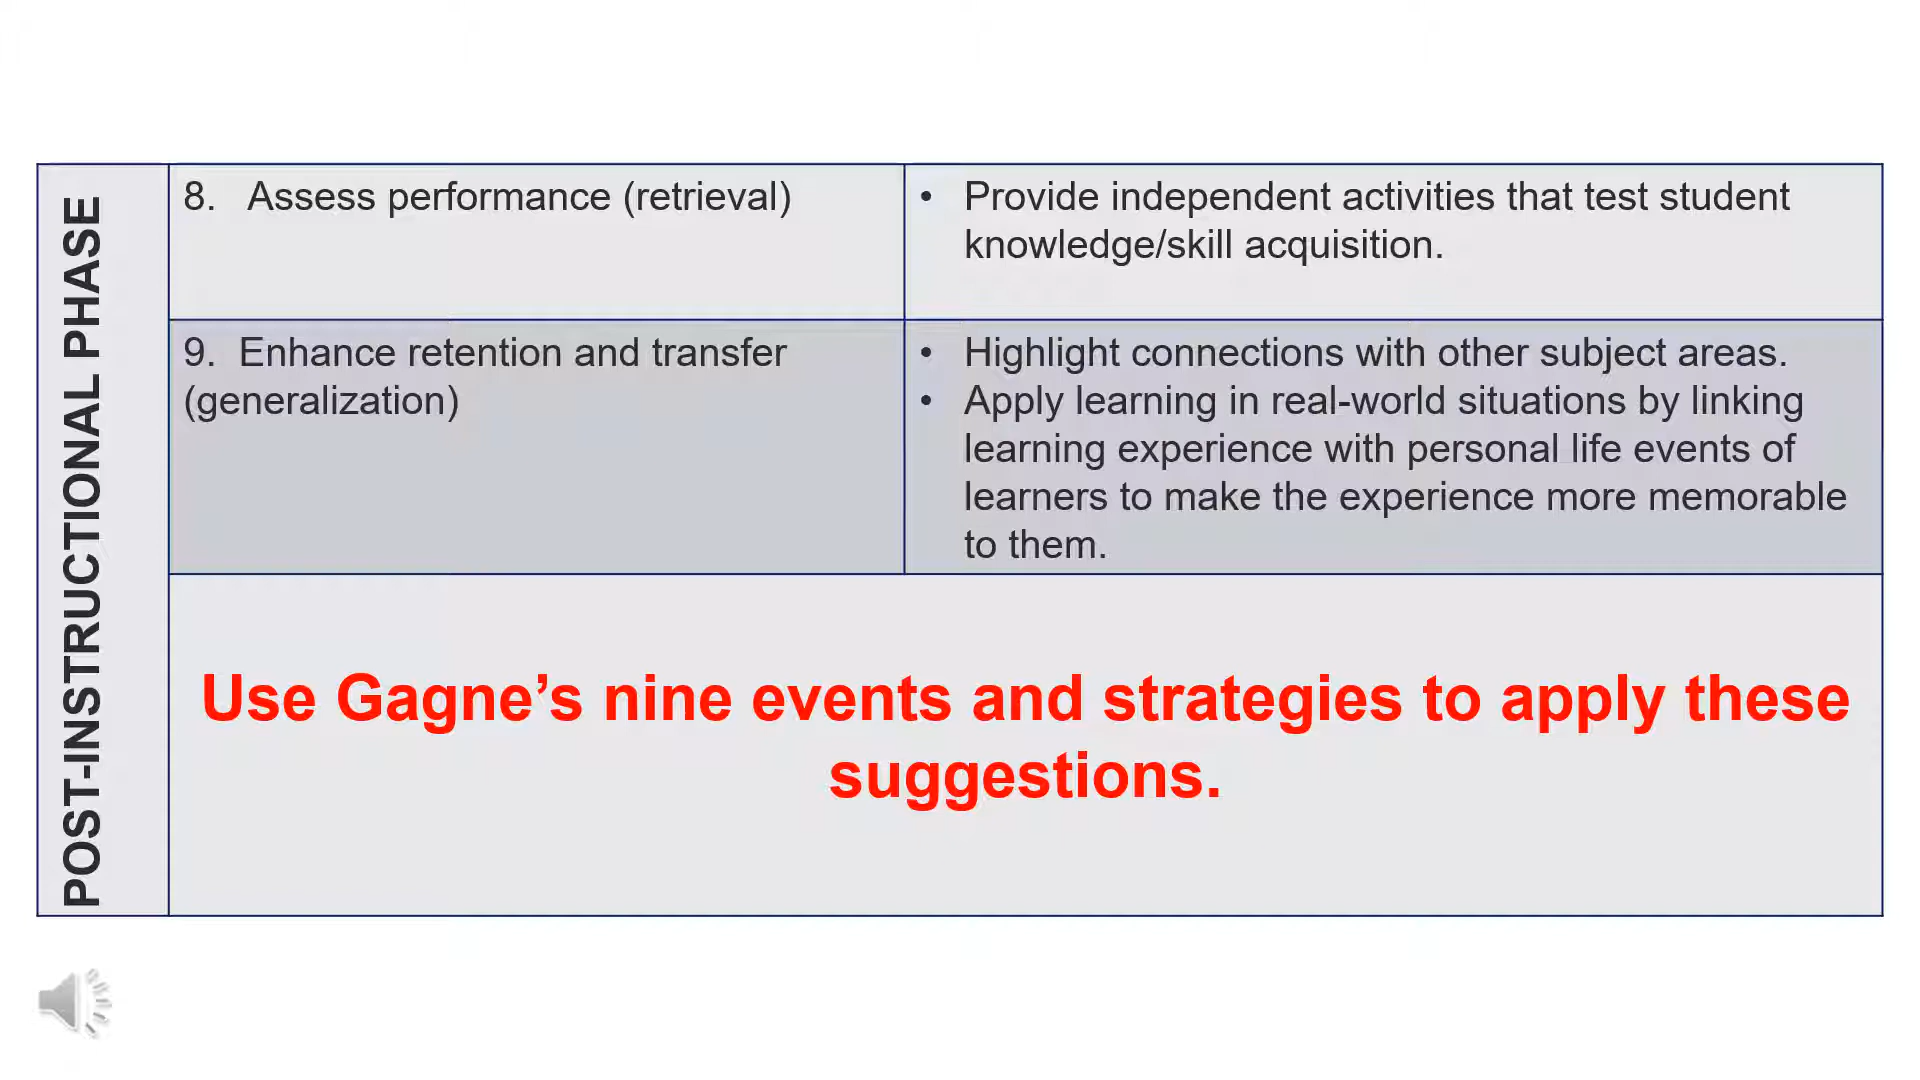 POST-INSTRUCTIONAL PHASE
8. Assess performance (retrieval)
• Provide independent activities that test student
knowledge/skill acquisition.
9. Enhance retention and transfer
(generalization)
• Highlight connections with other subject areas.
• Apply learning in real-world situations by linking
learning experience with personal life events of
learners to make the experience more memorable
to them.
Use Gagne’s nine events and strategies to apply these
suggestions.